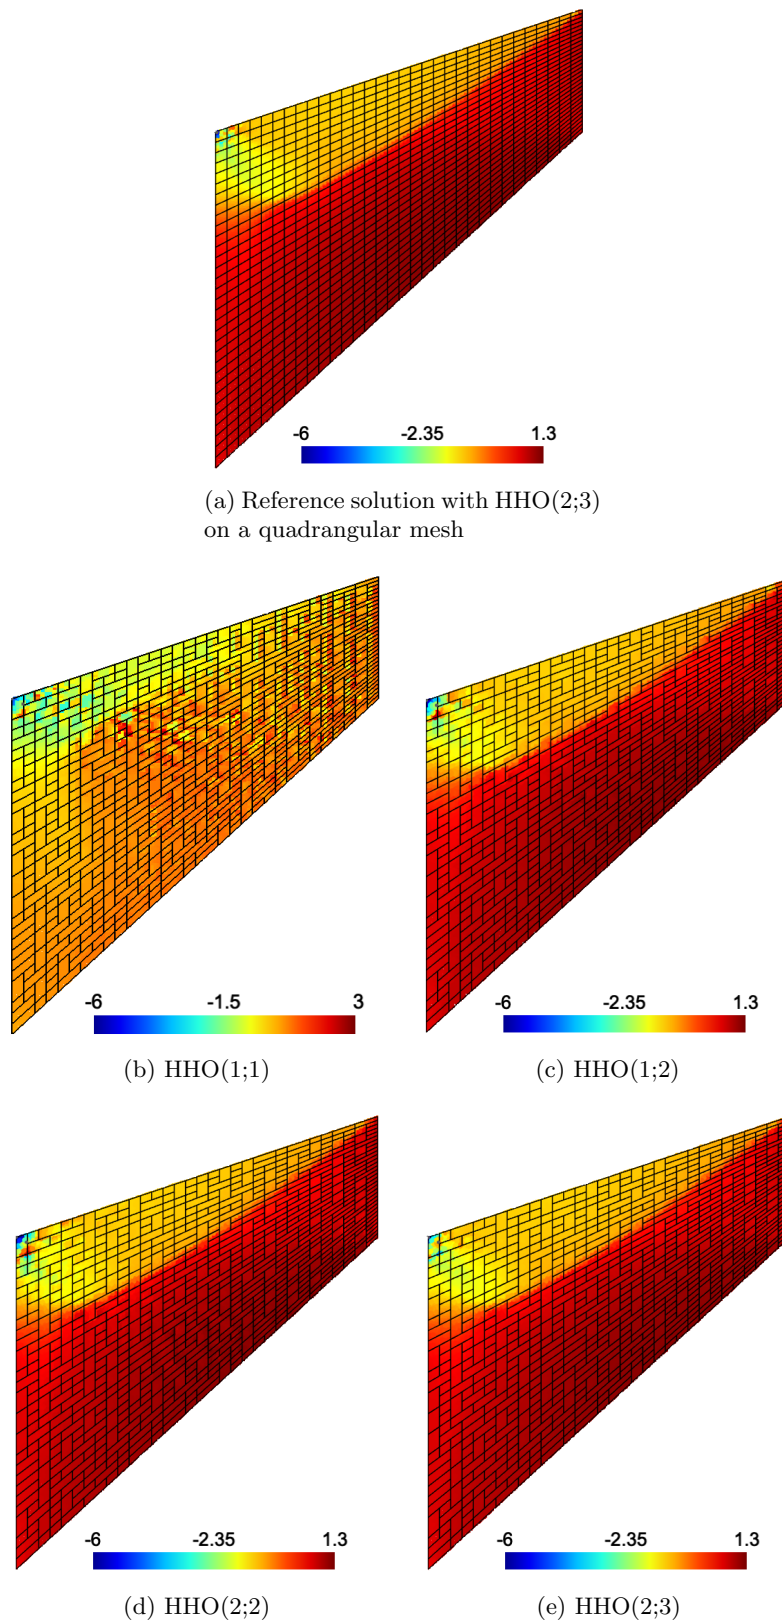 -6 -2.35 1.3
(a) Reference solution with HHO(2;3)
on a quadrangular mesh
-6 -1.5 3
-6 -2.35 1.3
(b) HHO(1;1)
(c) HHO(1;2)
-6 -2.35 1.3
-6 -2.35 1.3
(d) HHO(2;2)
(e) HHO(2;3)